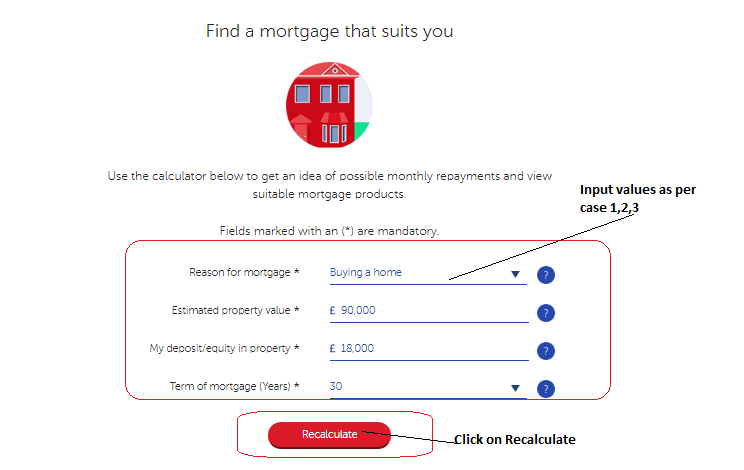 Find a mortgage that suits you
Use the calculator below to get an idea of possible monthly repayments and view
suitable mortgage products.
Input values as per
case 1,2,3
Fields marked with an (*) are mandatory.
Reason for mortgage * Buying a home ?
Estimated property value * £ 90,000 ?
My deposit/equity in property * £ 18,000 ?
Term of mortgage (Years) * 30 ?
Recalculate
Click on Recalculate